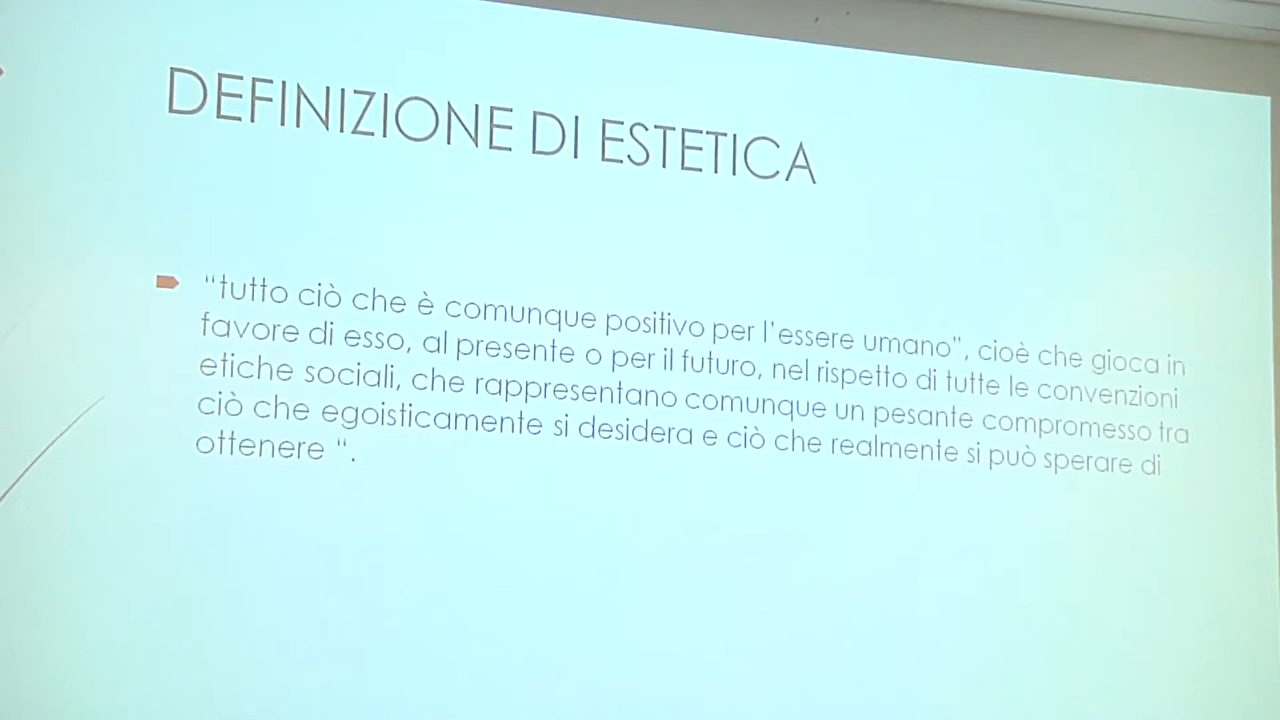 DEFINIZIONE DI ESTETICA
"tutto ciò che è comunque positivo per l'essere umano", cioè che gioca in
favore di esso, al presente o per il futuro, nel rispetto di tutte le convenzioni
etiche sociali, che rappresentano comunque un pesante compromesso tra
ciò che egoisticamente si desidera e ciò che realmente si può sperare di
ottenere ".